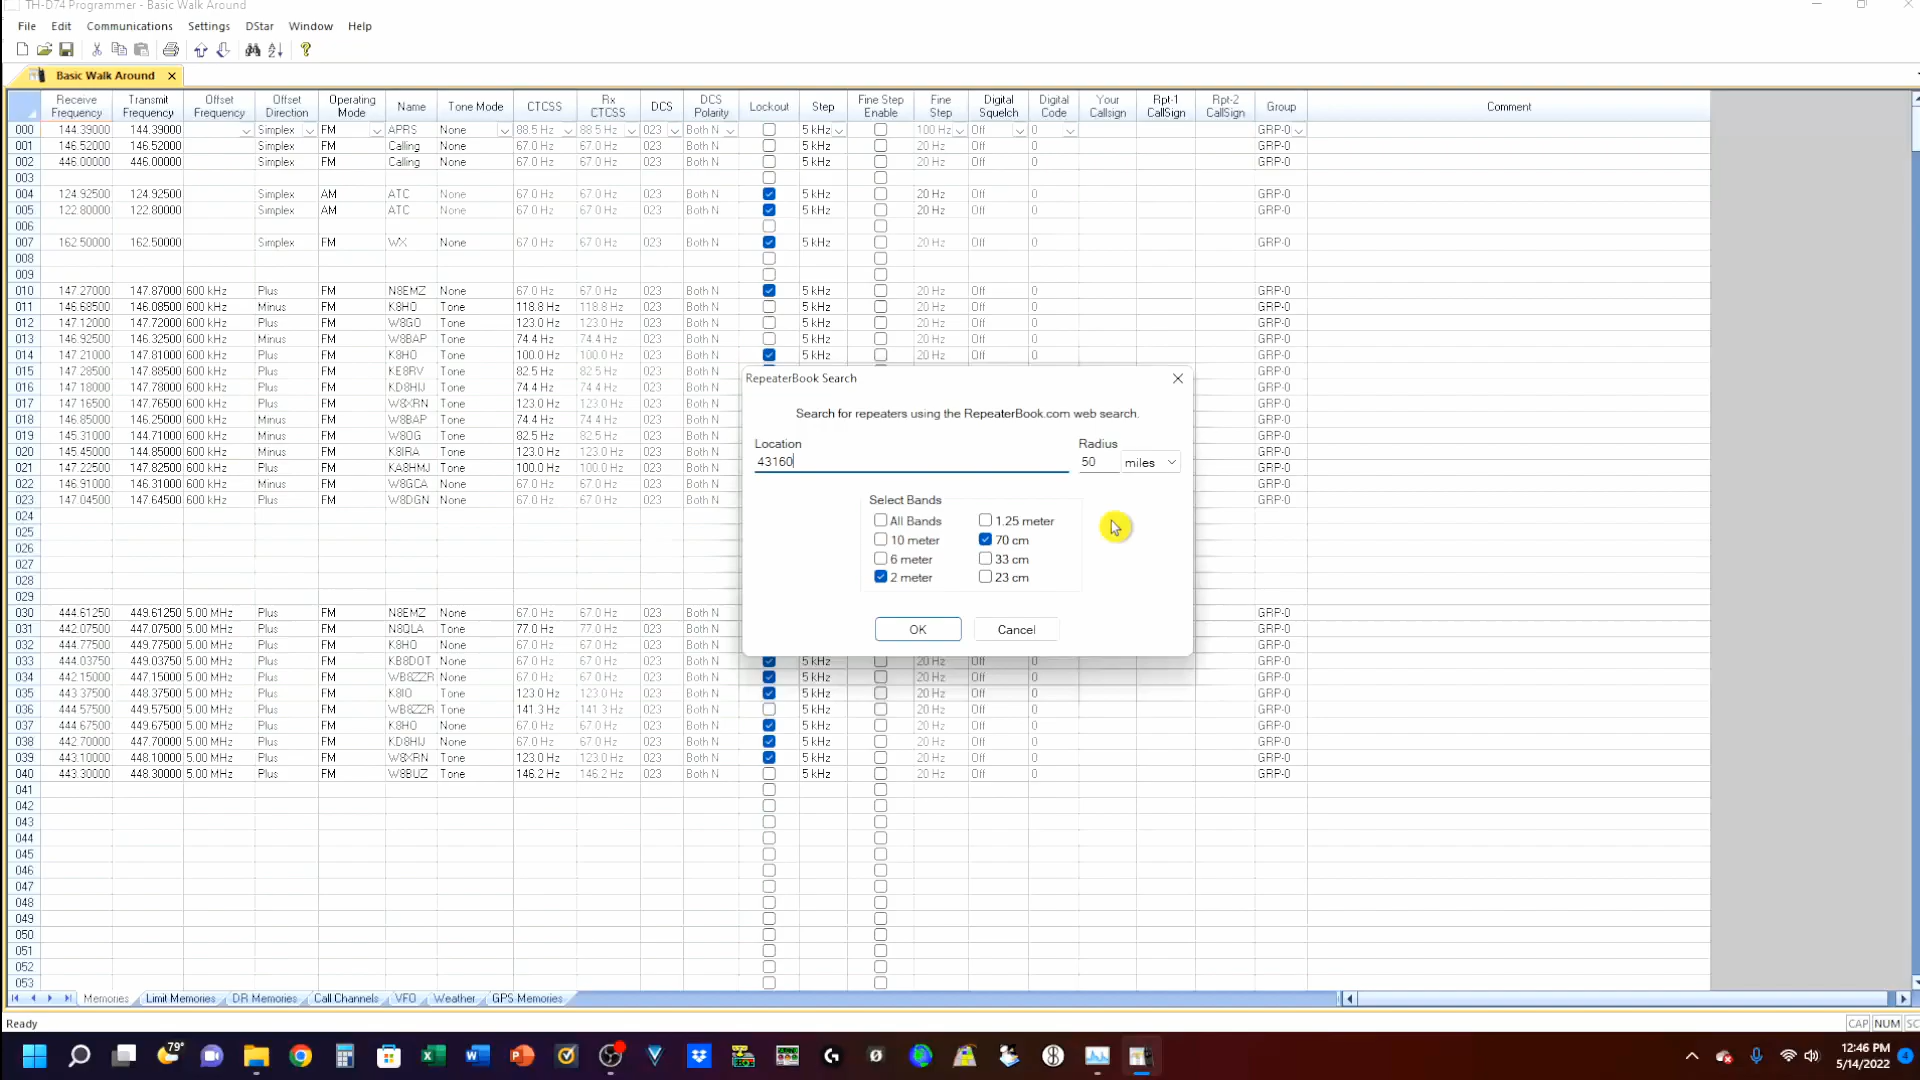 TH-D74 Programmer - Basic Walk Around
File Edit Communications Settings DStar Window Help
Basic Walk Around
Receive Frequency Transmit Frequency Offset Frequency Offset Direction Operating Mode Name Tone Mode CTCSS Rx CTCSS DCS DCS Polarity Lockout Step Fine Step Enable Fine Step Digital Squelch Digital Code Your Callsign Rpt-1 CallSign Rpt-2 CallSign Group Comment
000 144.39000 144.39000 Simplex FM APRS None 88.5 Hz 88.5 Hz 023 Both N 5 kHz 100 Hz Off 0 GRP-0
001 146.52000 146.52000 Simplex FM Calling None 67.0 Hz 67.0 Hz 023 Both N 5 kHz 20 Hz Off 0 GRP-0
002 446.00000 446.00000 Simplex FM Calling None 67.0 Hz 67.0 Hz 023 Both N 5 kHz 20 Hz Off 0 GRP-0
003
004 124.92500 124.92500 Simplex AM ATC None 67.0 Hz 67.0 Hz 023 Both N 5 kHz 20 Hz Off 0 GRP-0
005 122.80000 122.80000 Simplex AM ATC None 67.0 Hz 67.0 Hz 023 Both N 5 kHz 20 Hz Off 0 GRP-0
006
007 162.50000 162.50000 Simplex FM WX None 67.0 Hz 67.0 Hz 023 Both N 5 kHz 20 Hz Off 0 GRP-0
008
009
010 147.27000 147.87000 600 kHz Plus FM N8EMZ None 67.0 Hz 67.0 Hz 023 Both N 5 kHz 20 Hz Off 0 GRP-0
011 146.68500 146.08500 600 kHz Minus FM K8HO Tone 118.8 Hz 118.8 Hz 023 Both N 5 kHz 20 Hz Off 0 GRP-0
012 147.12000 147.72000 600 kHz Plus FM W8GO Tone 123.0 Hz 123.0 Hz 023 Both N 5 kHz 20 Hz Off 0 GRP-0
013 146.92500 146.32500 600 kHz Minus FM W8BAP Tone 74.4 Hz 74.4 Hz 023 Both N 5 kHz 20 Hz Off 0 GRP-0
014 147.21000 147.81000 600 kHz Plus FM K8HO Tone 100.0 Hz 100.0 Hz 023 Both N 5 kHz 20 Hz Off 0 GRP-0
015 147.28500 147.88500 600 kHz Plus FM KE8RV Tone 82.5 Hz 82.5 Hz 023 Both N GRP-0
016 147.18000 147.78000 600 kHz Plus FM KD8HIJ Tone 74.4 Hz 74.4 Hz 023 Both N GRP-0
017 147.16500 147.76500 600 kHz Plus FM W8XRN Tone 123.0 Hz 123.0 Hz 023 Both N GRP-0
018 146.85000 146.25000 600 kHz Minus FM W8BAP Tone 74.4 Hz 74.4 Hz 023 Both N GRP-0
019 145.31000 144.71000 600 kHz Minus FM W8OG Tone 82.5 Hz 82.5 Hz 023 Both N GRP-0
020 145.45000 144.85000 600 kHz Minus FM K8IRA Tone 123.0 Hz 123.0 Hz 023 Both N GRP-0
021 147.22500 147.82500 600 kHz Plus FM KA8HMJ Tone 100.0 Hz 100.0 Hz 023 Both N GRP-0
022 146.91000 146.31000 600 kHz Minus FM W8GCA Tone 67.0 Hz 67.0 Hz 023 Both N GRP-0
023 147.04500 147.64500 600 kHz Plus FM W8DGN Tone 67.0 Hz 67.0 Hz 023 Both N GRP-0
024
025
026
027
028
029
030 444.61250 449.61250 5.00 MHz Plus FM N8EMZ None 67.0 Hz 67.0 Hz 023 Both N GRP-0
031 442.07500 447.07500 5.00 MHz Plus FM N8QLA Tone 77.0 Hz 77.0 Hz 023 Both N GRP-0
032 444.77500 449.77500 5.00 MHz Plus FM K8HO None 67.0 Hz 67.0 Hz 023 Both N GRP-0
033 444.03750 449.03750 5.00 MHz Plus FM KB8DOT None 67.0 Hz 67.0 Hz 023 Both N 5 kHz 20 Hz Off 0 GRP-0
034 442.15000 447.15000 5.00 MHz Plus FM WB8ZZR None 67.0 Hz 67.0 Hz 023 Both N 5 kHz 20 Hz Off 0 GRP-0
035 443.37500 448.37500 5.00 MHz Plus FM K8IO Tone 123.0 Hz 123.0 Hz 023 Both N 5 kHz 20 Hz Off 0 GRP-0
036 444.57500 449.57500 5.00 MHz Plus FM WB8ZZR Tone 141.3 Hz 141.3 Hz 023 Both N 5 kHz 20 Hz Off 0 GRP-0
037 444.67500 449.67500 5.00 MHz Plus FM K8HO None 67.0 Hz 67.0 Hz 023 Both N 5 kHz 20 Hz Off 0 GRP-0
038 442.70000 447.70000 5.00 MHz Plus FM KD8HIJ None 67.0 Hz 67.0 Hz 023 Both N 5 kHz 20 Hz Off 0 GRP-0
039 443.10000 448.10000 5.00 MHz Plus FM W8XRN Tone 123.0 Hz 123.0 Hz 023 Both N 5 kHz 20 Hz Off 0 GRP-0
040 443.30000 448.30000 5.00 MHz Plus FM W8BUZ Tone 146.2 Hz 146.2 Hz 023 Both N 5 kHz 20 Hz Off 0 GRP-0
041
042
043
044
045
046
047
048
049
050
051
052
053
RepeaterBook Search
Search for repeaters using the RepeaterBook.com web search.
Location Radius
43160 50 miles
Select Bands
All Bands 1.25 meter
10 meter 70 cm
6 meter 33 cm
2 meter 23 cm
OK Cancel
Memories Limit Memories DR Memories Call Channels VFO Weather GPS Memories
Ready CAP NUM SC
79° 12:46 PM
5/14/2022 4